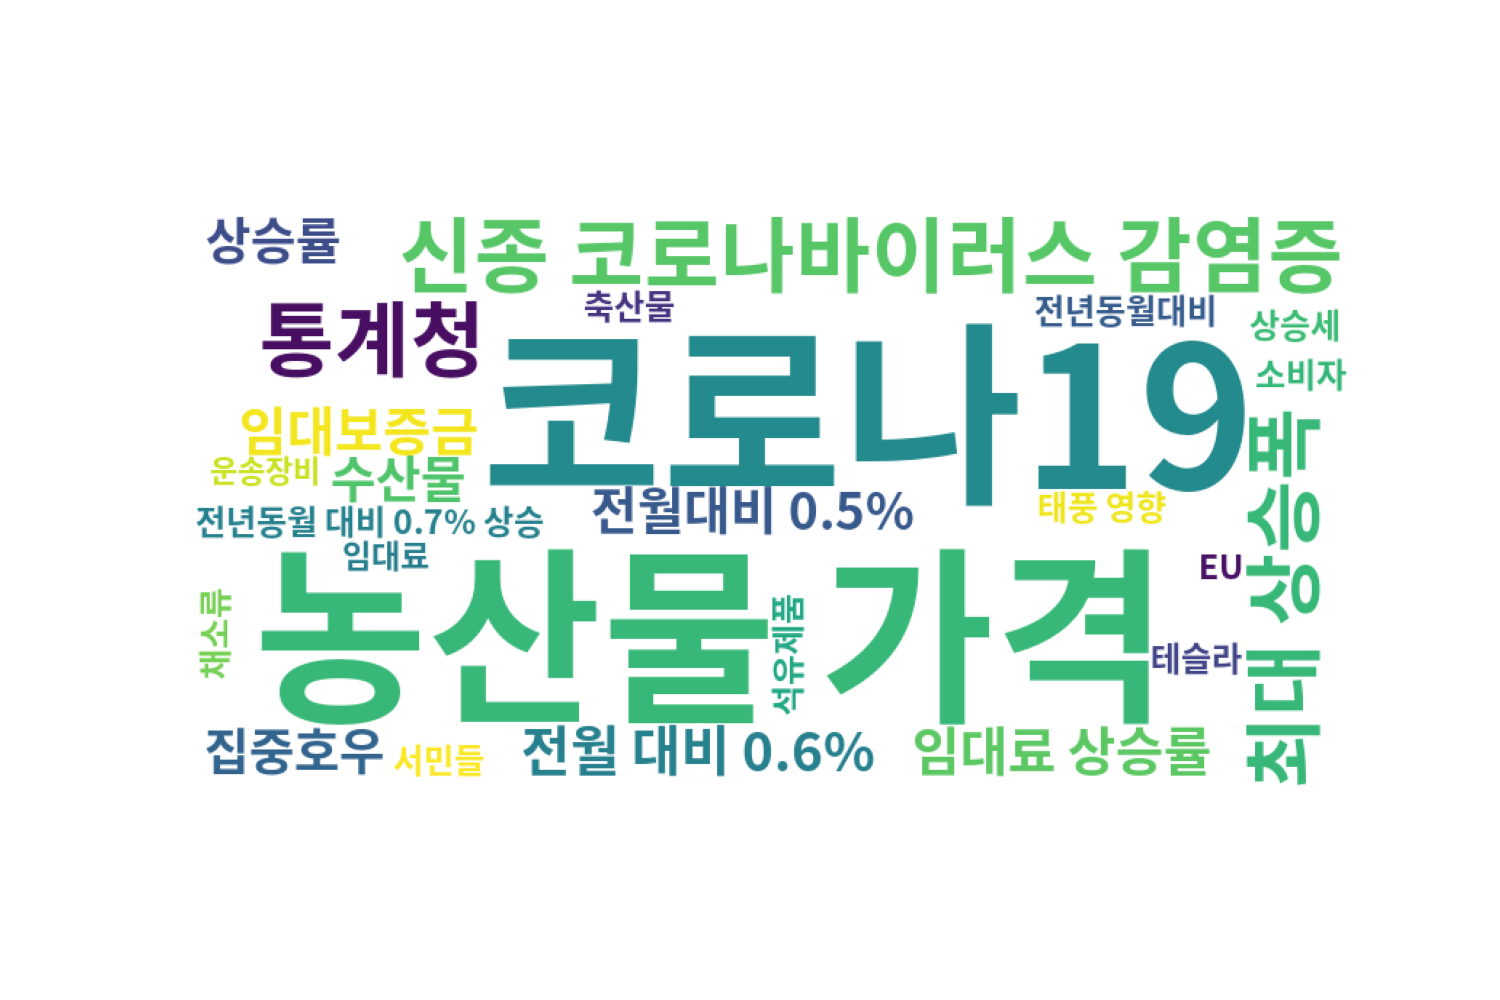 상승률
신종 코로나바이러스 감염증
통계청
축산물
전년동월대비
상승세
코로나19
소비자
임대보증금
운송장비
수산물
전월대비 0.5%
태풍 영향
전년동월 대비 0.7% 상승
임대료
최대 상승폭
농산물 가격
EU
채소류
석유제품
테슬라
집중호우
서민들
전월 대비 0.6%
임대료 상승률